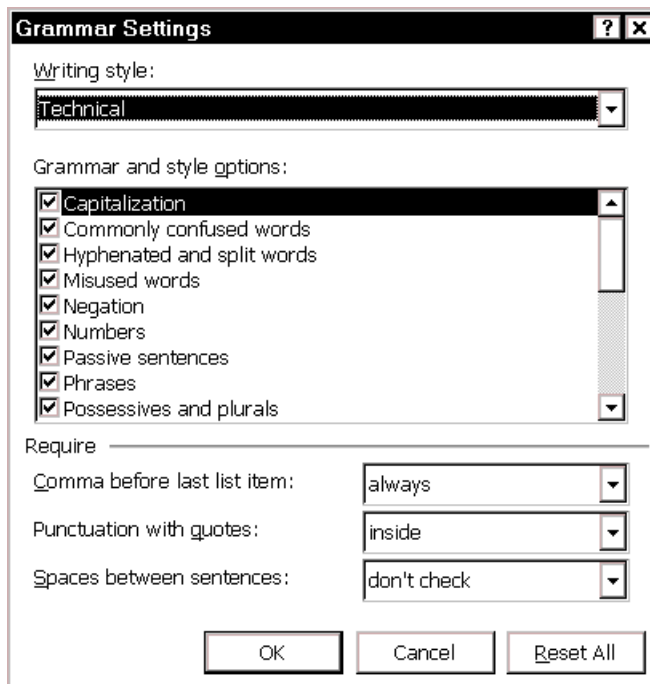 Grammar Settings ? ×
Writing style:
Technical
Grammar and style options:
Capitalization
Commonly confused words
Hyphenated and split words
Misused words
Negation
Numbers
Passive sentences
Phrases
Possessives and plurals
Require
Comma before last list item: always
Punctuation with quotes: inside
Spaces between sentences: don't check
OK Cancel Reset All